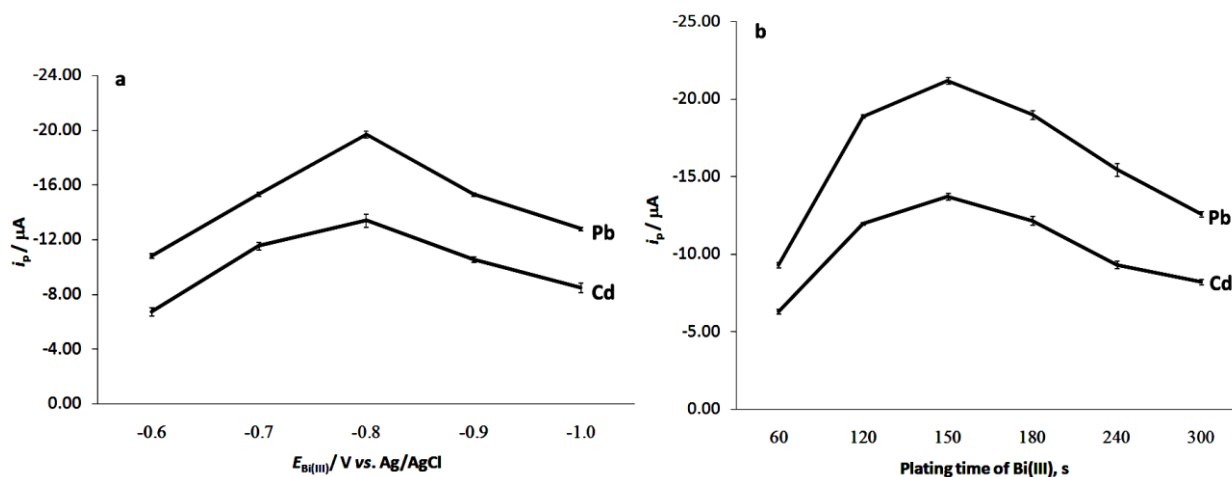 a
-24.00
-20.00
-16.00
-12.00
-8.00
-4.00
0.00
iₚ / µA
Pb
Cd
-0.6 -0.7 -0.8 -0.9 -1.0
E_Bi(III)/ V vs. Ag/AgCl
b
-25.00
-20.00
-15.00
-10.00
-5.00
0.00
iₚ / µA
Pb
Cd
60 120 150 180 240 300
Plating time of Bi(III), s